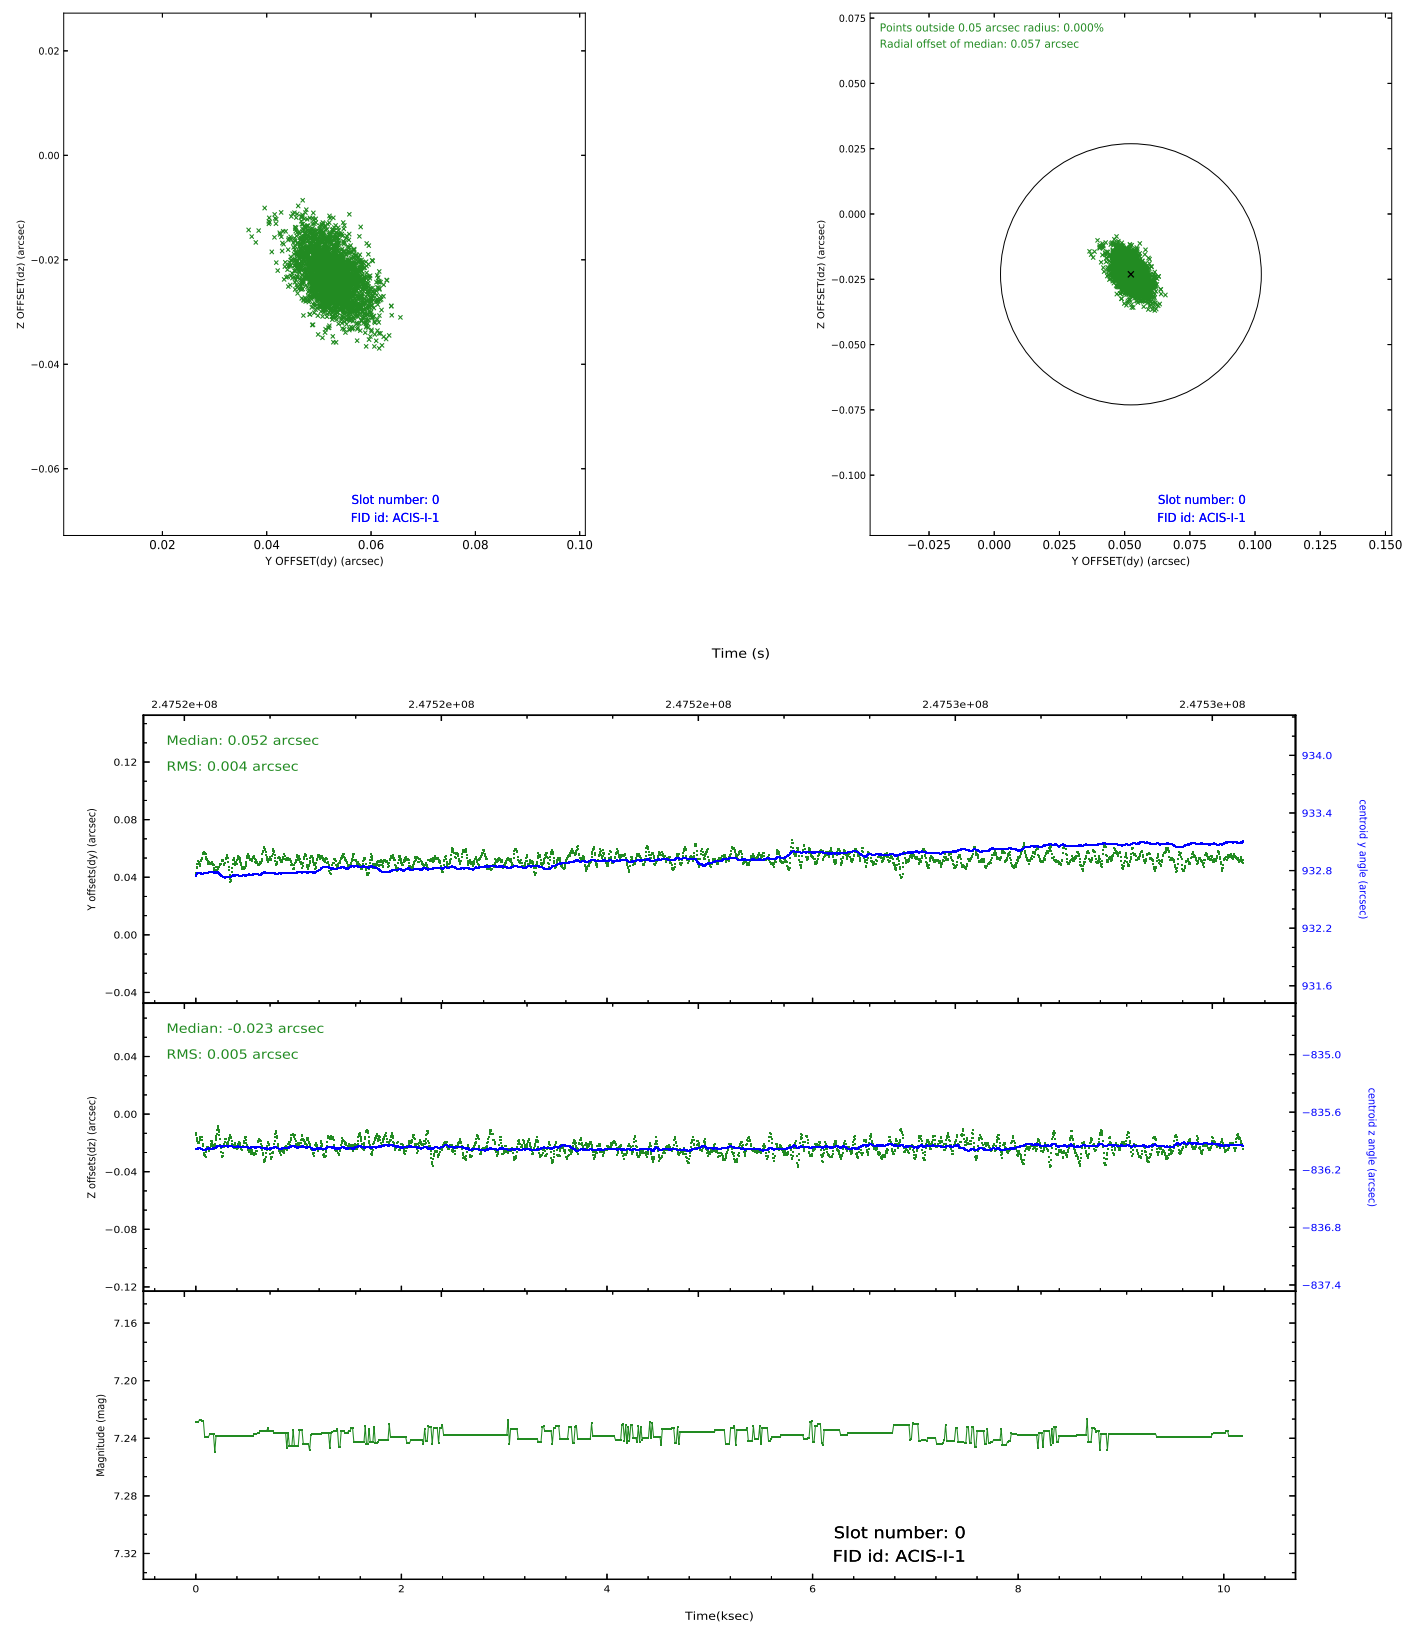 0.02
0.00
−0.02
−0.04
−0.06
Z OFFSET(dz) (arcsec)
Slot number: 0
FID id: ACIS-I-1
0.02 0.04 0.06 0.08 0.10
Y OFFSET(dy) (arcsec)
Points outside 0.05 arcsec radius: 0.000%
Radial offset of median: 0.057 arcsec
0.075
0.050
0.025
0.000
−0.025
−0.050
−0.075
−0.100
Z OFFSET(dz) (arcsec)
Slot number: 0
FID id: ACIS-I-1
−0.025 0.000 0.025 0.050 0.075 0.100 0.125 0.150
Y OFFSET(dy) (arcsec)
Time (s)
2.4752e+08 2.4752e+08 2.4752e+08 2.4753e+08 2.4753e+08
Median: 0.052 arcsec
RMS: 0.004 arcsec
0.12
0.08
0.04
0.00
−0.04
Y offsets(dy) (arcsec)
934.0
933.4
932.8
932.2
931.6
centroid y angle (arcsec)
Median: -0.023 arcsec
RMS: 0.005 arcsec
0.04
0.00
−0.04
−0.08
−0.12
Z offsets(dz) (arcsec)
−835.0
−835.6
−836.2
−836.8
−837.4
centroid z angle (arcsec)
7.16
7.20
7.24
7.28
7.32
Magnitude (mag)
Slot number: 0
FID id: ACIS-I-1
0 2 4 6 8 10
Time(ksec)